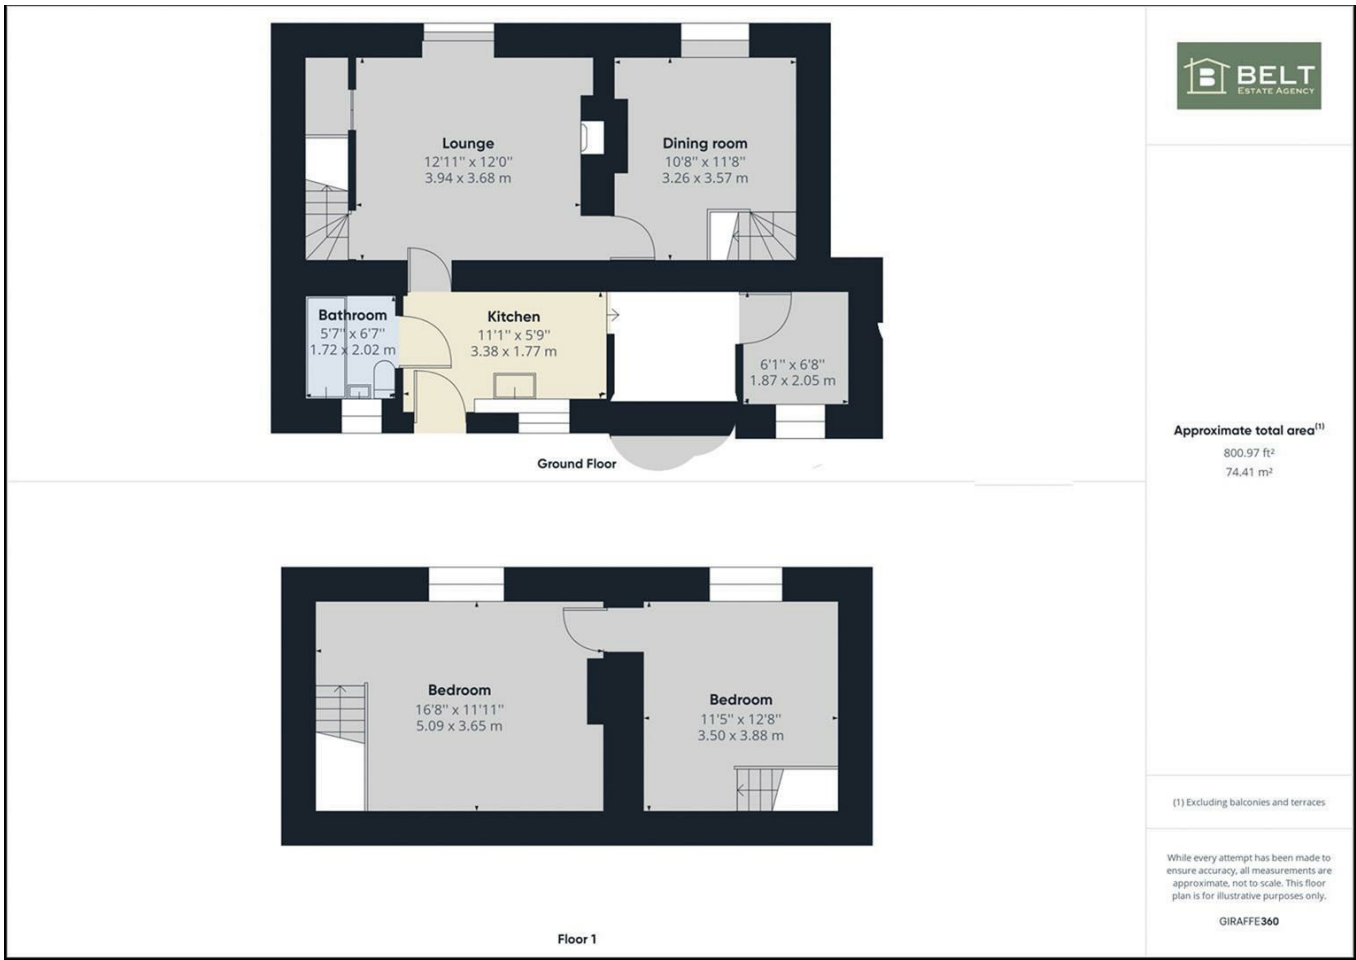 Lounge
12'11'' x 12'0''
3.94 x 3.68 m
Dining room
10'8'' x 11'8''
3.26 x 3.57 m
Bathroom
5'7'' x 6'7''
1.72 x 2.02 m
Kitchen
11'1'' x 5'9''
3.38 x 1.77 m
6'1'' x 6'8''
1.87 x 2.05 m
Ground Floor
Bedroom
16'8'' x 11'11''
5.09 x 3.65 m
Bedroom
11'5'' x 12'8''
3.50 x 3.88 m
Floor 1
B BELT
ESTATE AGENCY
Approximate total area(1)
800.97 ft²
74.41 m²
(1) Excluding balconies and terraces
While every attempt has been made to
ensure accuracy, all measurements are
approximate, not to scale. This floor
plan is for illustrative purposes only.
GIRAFFE360